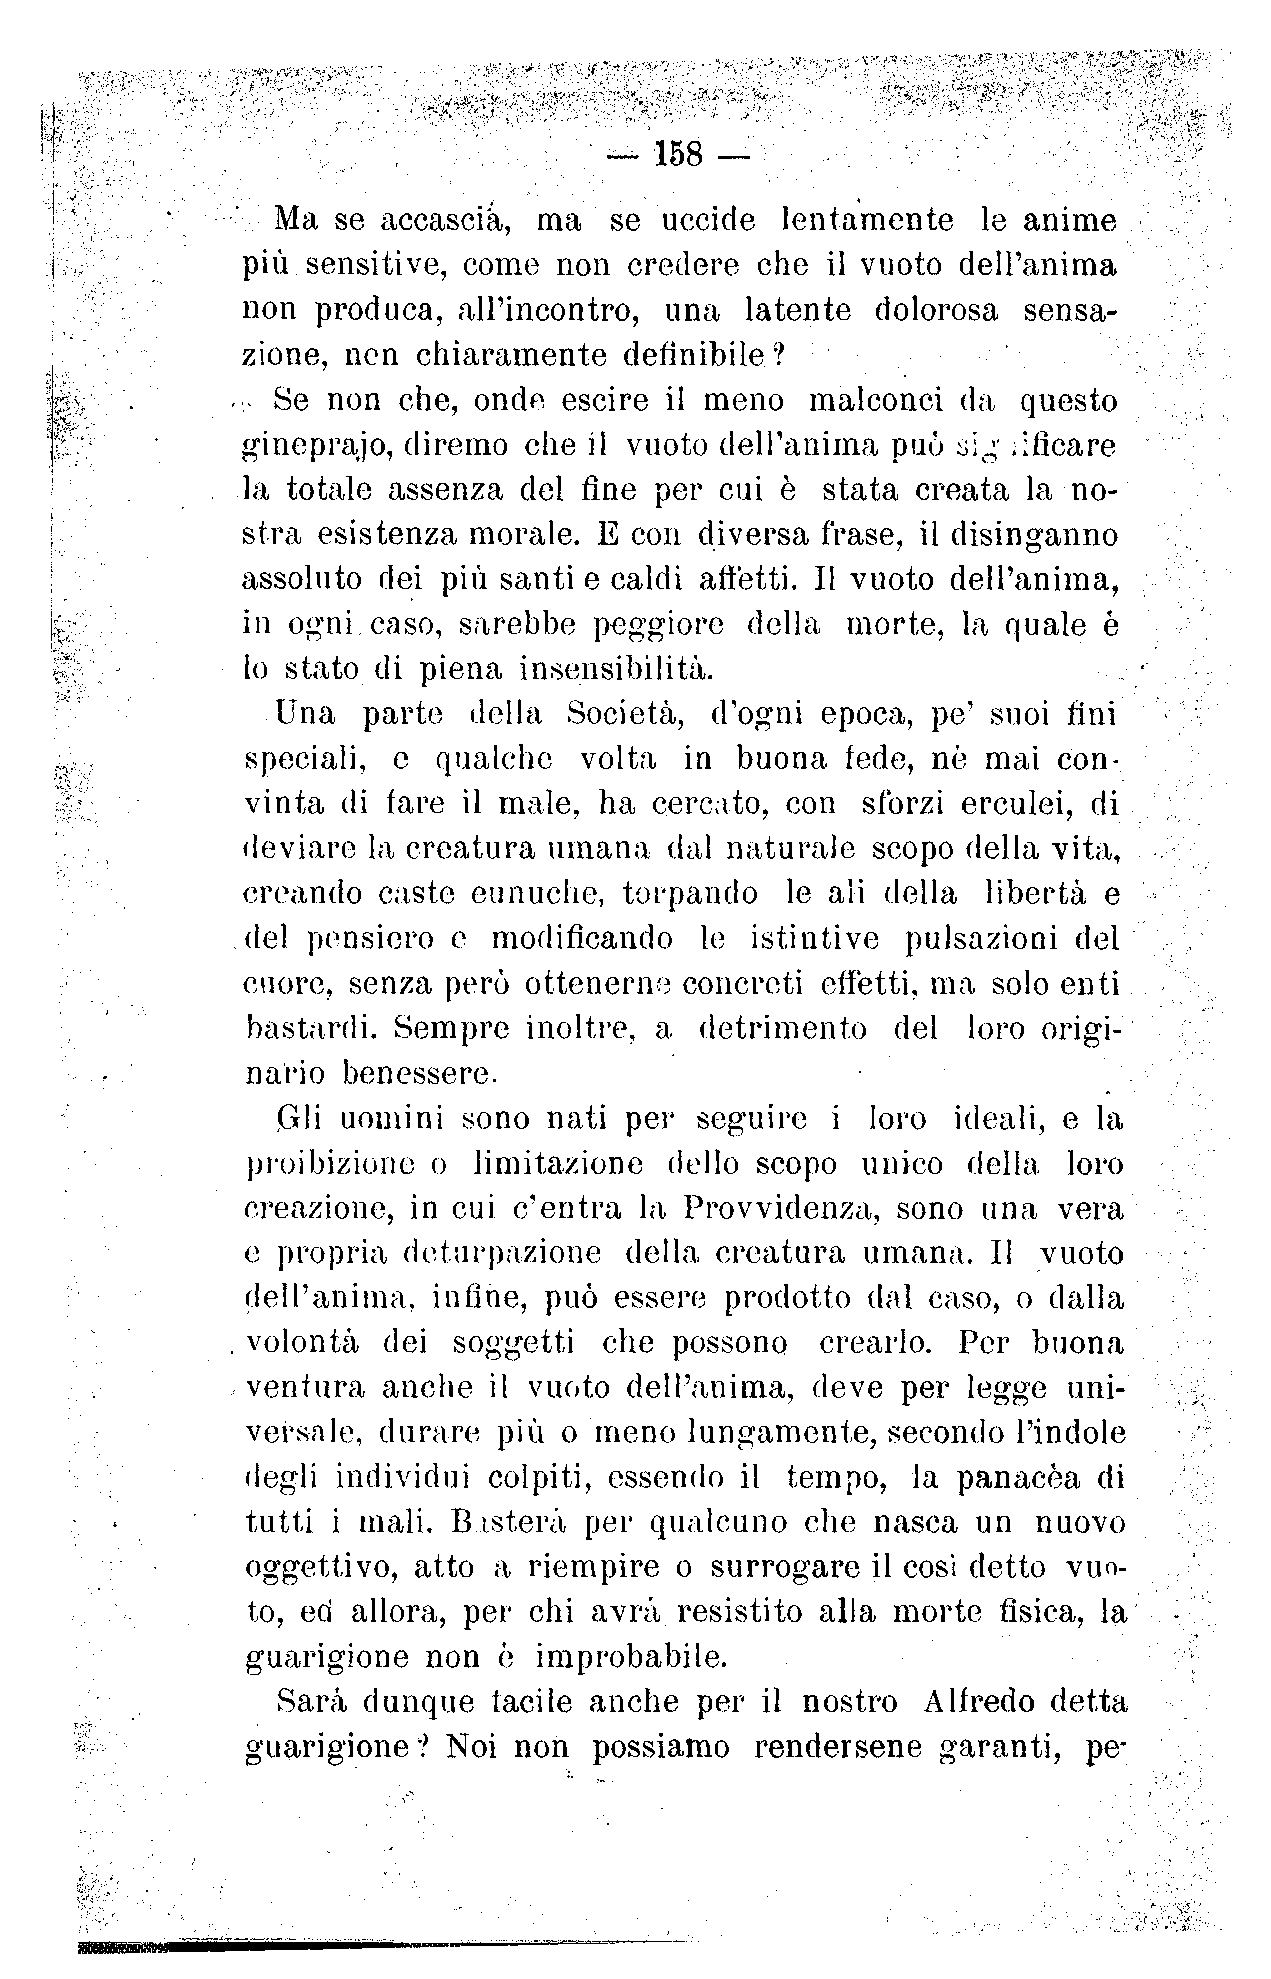 — 158 —
Ma se accascia, ma se uccide lentamente le anime
più sensitive, come non credere che il vuoto dell'anima
non produca, all'incontro, una latente dolorosa sensa-
zione, non chiaramente definibile?
Se non che, onde escire il meno malconci da questo
gineprajo, diremo che il vuoto dell'anima può significare
la totale assenza del fine per cui è stata creata la no-
stra esistenza morale. E con diversa frase, il disinganno
assoluto dei più santi e caldi affetti. Il vuoto dell'anima,
in ogni caso, sarebbe peggiore della morte, la quale è
lo stato di piena insensibilità.
Una parte della Società, d'ogni epoca, pe' suoi fini
speciali, e qualche volta in buona fede, nè mai con-
vinta di fare il male, ha cercato, con sforzi erculei, di
deviare la creatura umana dal naturale scopo della vita,
creando caste eunuche, torpando le ali della libertà e
del pensiero e modificando le istintive pulsazioni del
cuore, senza però ottenerne concreti effetti, ma solo enti
bastardi. Sempre inoltre, a detrimento del loro origi-
nario benessere.
Gli uomini sono nati per seguire i loro ideali, e la
proibizione o limitazione dello scopo unico della loro
creazione, in cui c'entra la Provvidenza, sono una vera
e propria deturpazione della creatura umana. Il vuoto
dell'anima, infine, può essere prodotto dal caso, o dalla
volontà dei soggetti che possono crearlo. Per buona
ventura anche il vuoto dell'anima, deve per legge uni-
versale, durare più o meno lungamente, secondo l'indole
degli individui colpiti, essendo il tempo, la panacèa di
tutti i mali. Basterà per qualcuno che nasca un nuovo
oggettivo, atto a riempire o surrogare il così detto vuo-
to, ed allora, per chi avrà resistito alla morte fisica, la
guarigione non è improbabile.
Sarà dunque facile anche per il nostro Alfredo detta
guarigione? Noi non possiamo rendersene garanti, pe-